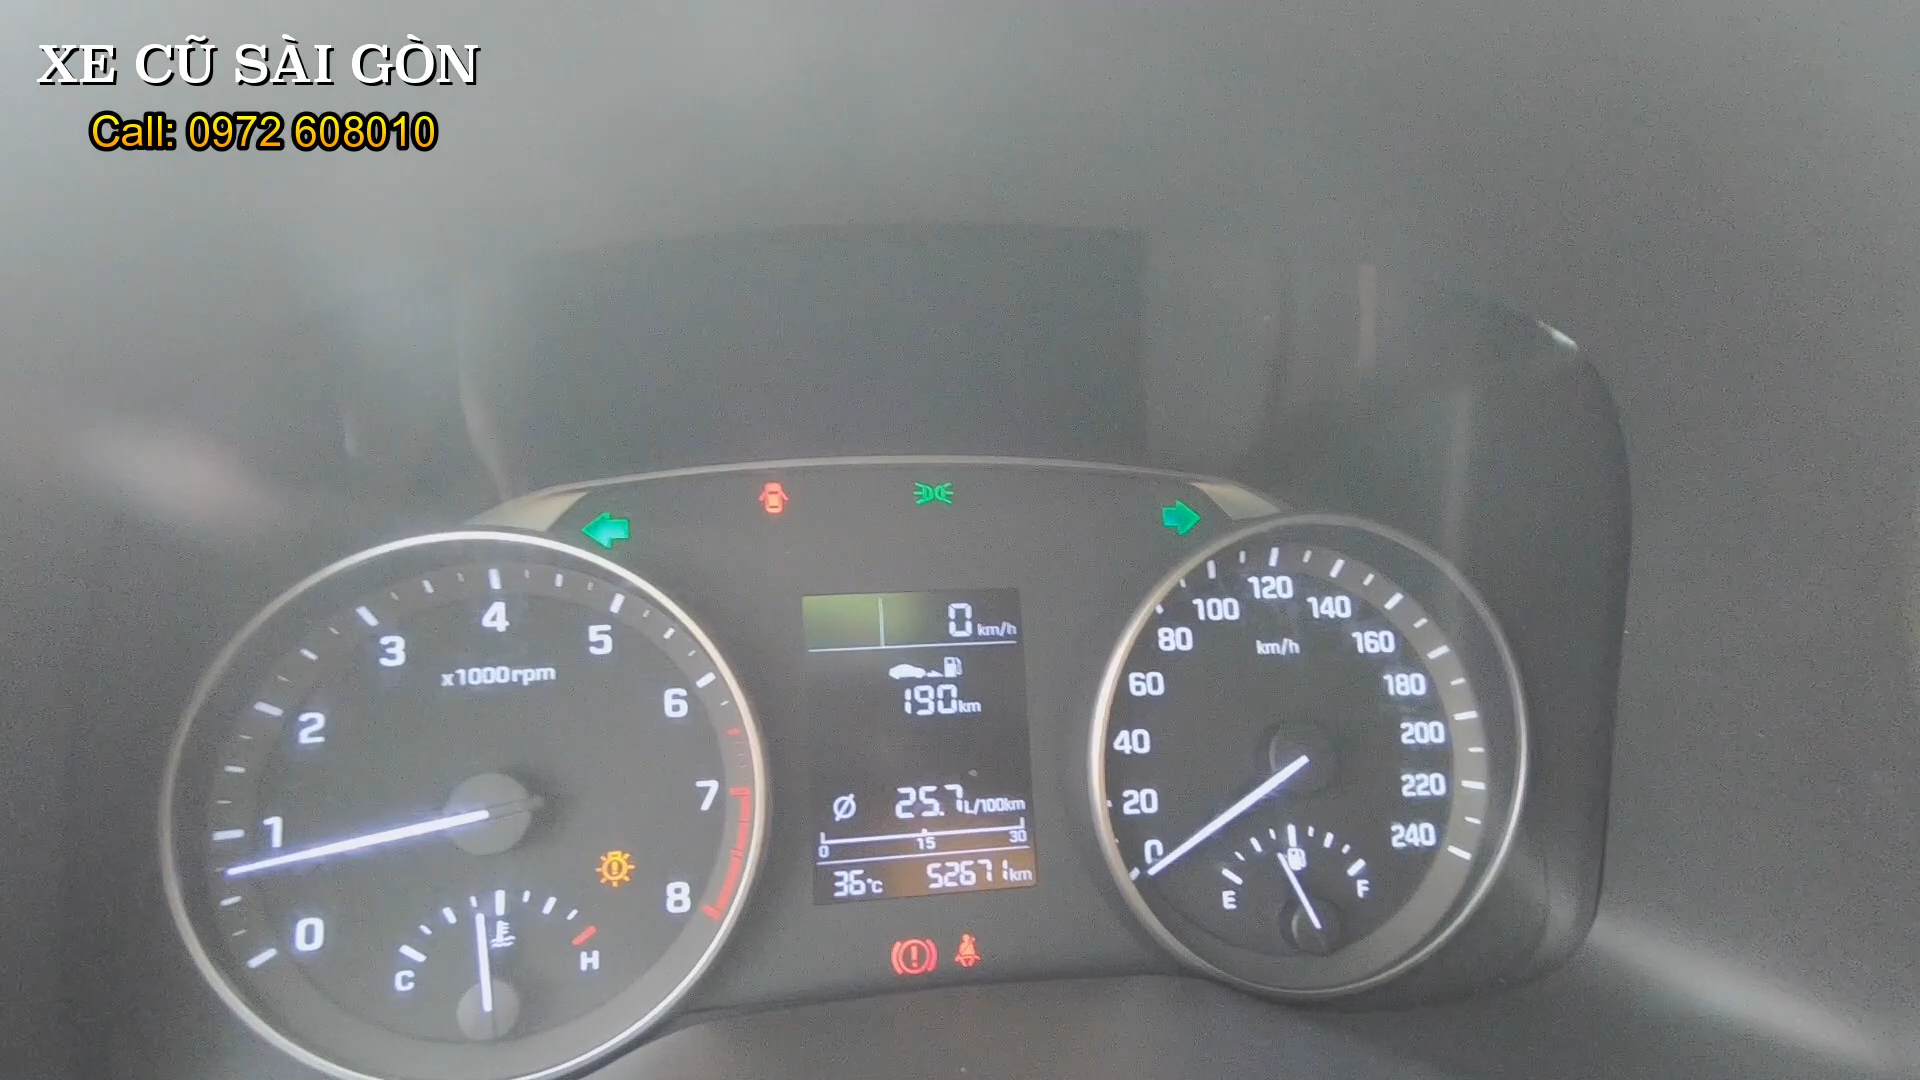 XE CŨ SÀI GÒN
Call: 0972 608010
0 1 2 3 4 5 6 7 8
x1000rpm
C H
0 km/h
190 km
Ø 25.7 L/100km
0 15 30
36°C 52671 km
0 20 40 60 80 100 120 140 160 180 200 220 240
km/h
E F